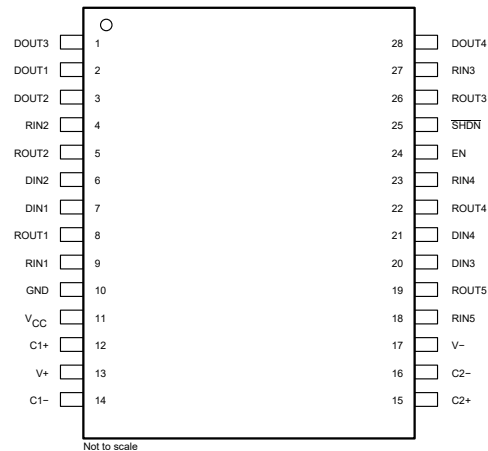 DOUT3 1 28 DOUT4
DOUT1 2 27 RIN3
DOUT2 3 26 ROUT3
RIN2 4 25 SHDN
ROUT2 5 24 EN
DIN2 6 23 RIN4
DIN1 7 22 ROUT4
ROUT1 8 21 DIN4
RIN1 9 20 DIN3
GND 10 19 ROUT5
VCC 11 18 RIN5
C1+ 12 17 V−
V+ 13 16 C2−
C1− 14 15 C2+
Not to scale